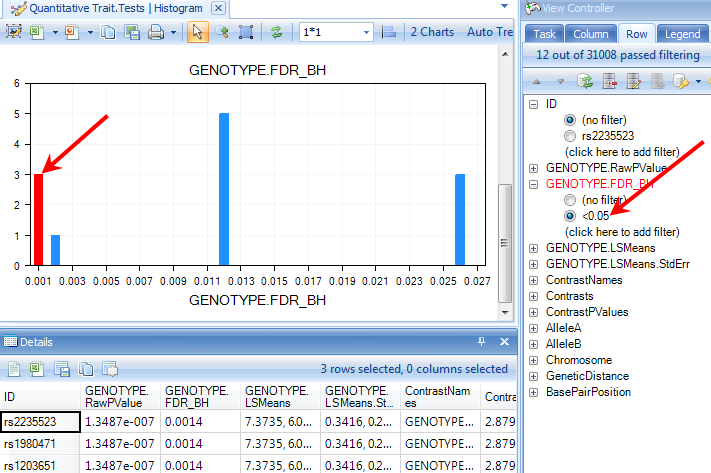 Quantitative Trait.Tests | Histogram
1*1
2 Charts
Auto Tre
GENOTYPE.FDR_BH
6
5
4
3
2
1
0
0.001 0.003 0.005 0.007 0.009 0.011 0.013 0.015 0.017 0.019 0.021 0.023 0.025 0.027
GENOTYPE.FDR_BH
Details
3 rows selected, 0 columns selected
ID GENOTYPE.RawPValue GENOTYPE.FDR_BH GENOTYPE.LSMeans GENOTYPE.LSMeans.St... ContrastNames Contra
rs2235523 1.3487e-007 0.0014 7.3735, 6.0... 0.3416, 0.2... GENOTYPE... 2.879
rs1980471 1.3487e-007 0.0014 7.3735, 6.0... 0.3416, 0.2... GENOTYPE... 2.879
rs1203651 1.3487e-007 0.0014 7.3735, 6.0... 0.3416, 0.2... GENOTYPE... 2.879
View Controller
Task Column Row Legend
12 out of 31008 passed filtering
ID
(no filter)
rs2235523
(click here to add filter)
GENOTYPE.RawPValue
GENOTYPE.FDR_BH
(no filter)
<0.05
(click here to add filter)
GENOTYPE.LSMeans
GENOTYPE.LSMeans.StdErr
ContrastNames
Contrasts
ContrastPValues
AlleleA
AlleleB
Chromosome
GeneticDistance
BasePairPosition